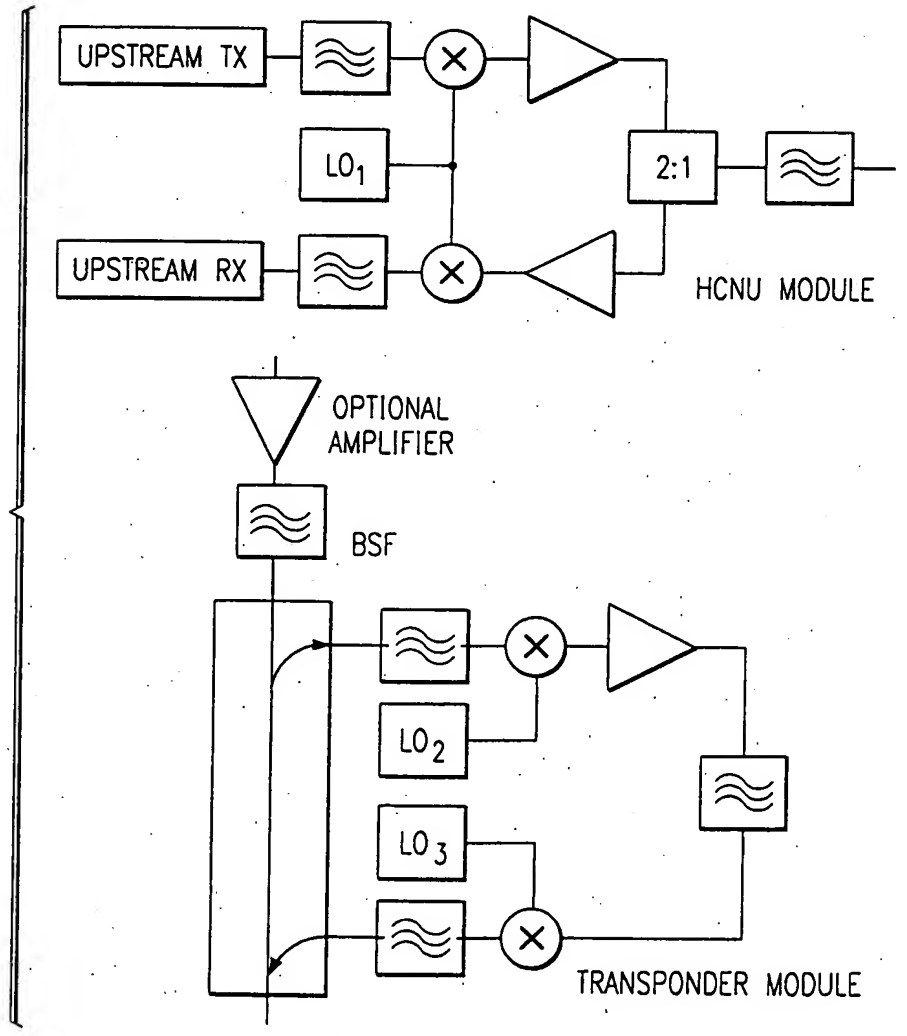 UPSTREAM TX
LO1
2:1
UPSTREAM RX
HCNU MODULE
OPTIONAL
AMPLIFIER
BSF
LO2
LO3
TRANSPONDER MODULE